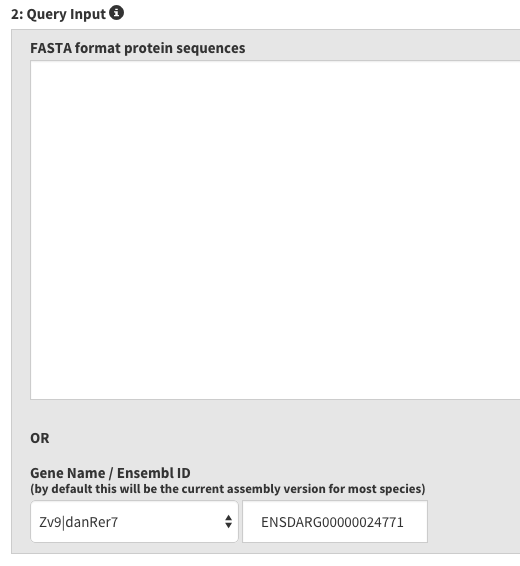 2: Query Input
FASTA format protein sequences
OR
Gene Name / Ensembl ID
(by default this will be the current assembly version for most species)
Zv9|danRer7
ENSDARG00000024771